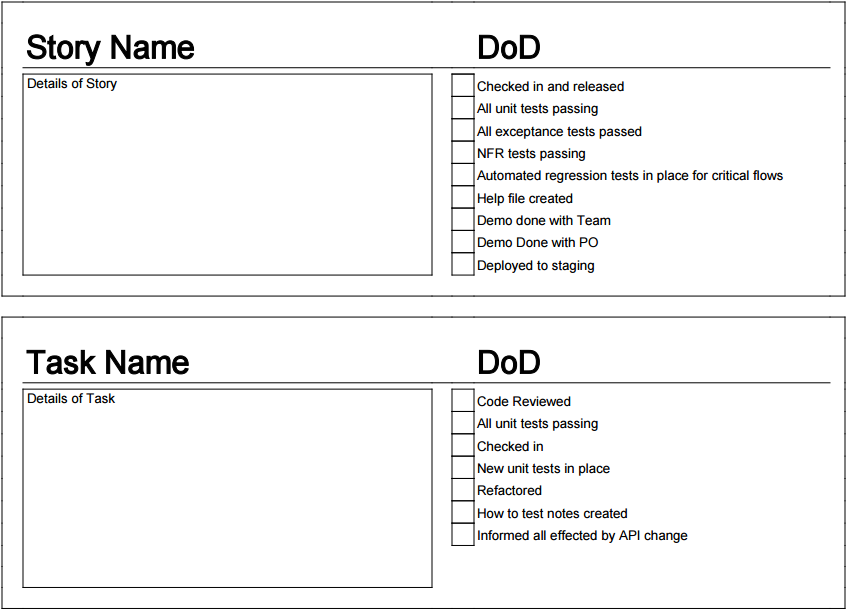 Story Name
DoD
Details of Story
Checked in and released
All unit tests passing
All exceptance tests passed
NFR tests passing
Automated regression tests in place for critical flows
Help file created
Demo done with Team
Demo Done with PO
Deployed to staging
Task Name
DoD
Details of Task
Code Reviewed
All unit tests passing
Checked in
New unit tests in place
Refactored
How to test notes created
Informed all effected by API change